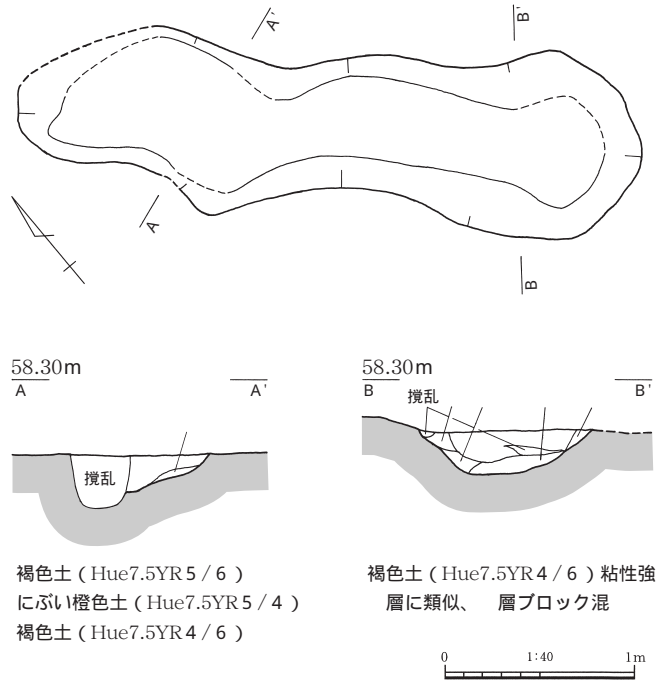 A'
B'
A
B
58.30m
A A'
撹乱
58.30m
B B'
撹乱
褐色土(Hue7.5YR5/6)
にぶい橙色土(Hue7.5YR5/4)
褐色土(Hue7.5YR4/6)
褐色土(Hue7.5YR4/6)粘性強
層に類似、 層ブロック混
0 1:40 1m